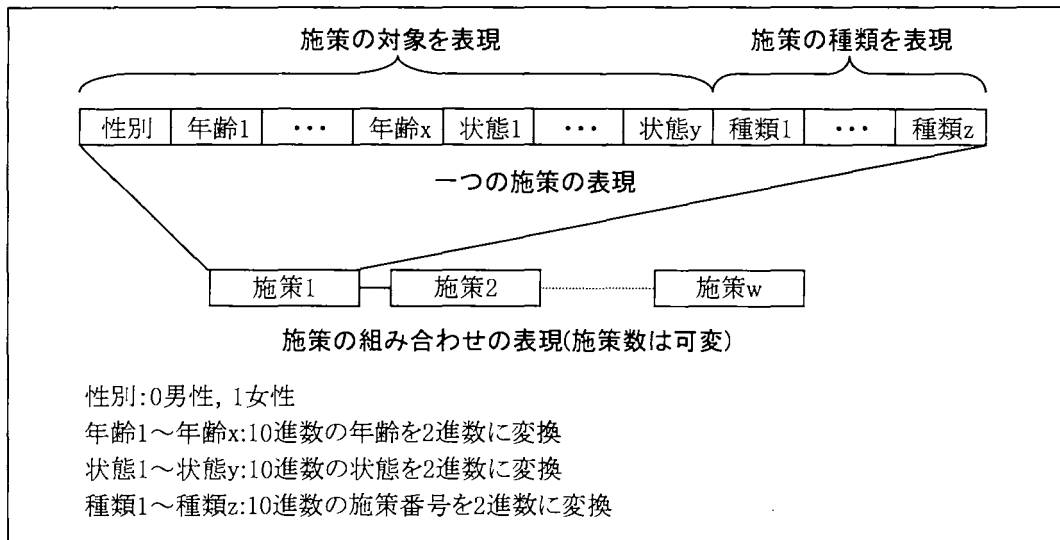 施策の対象を表現 施策の種類を表現
性別 年齢1 ・・・ 年齢x 状態1 ・・・ 状態y 種類1 ・・・ 種類z
一つの施策の表現
施策1 施策2 施策w
施策の組み合わせの表現(施策数は可変)
性別:0男性, 1女性
年齢1～年齢x:10進数の年齢を2進数に変換
状態1～状態y:10進数の状態を2進数に変換
種類1～種類z:10進数の施策番号を2進数に変換